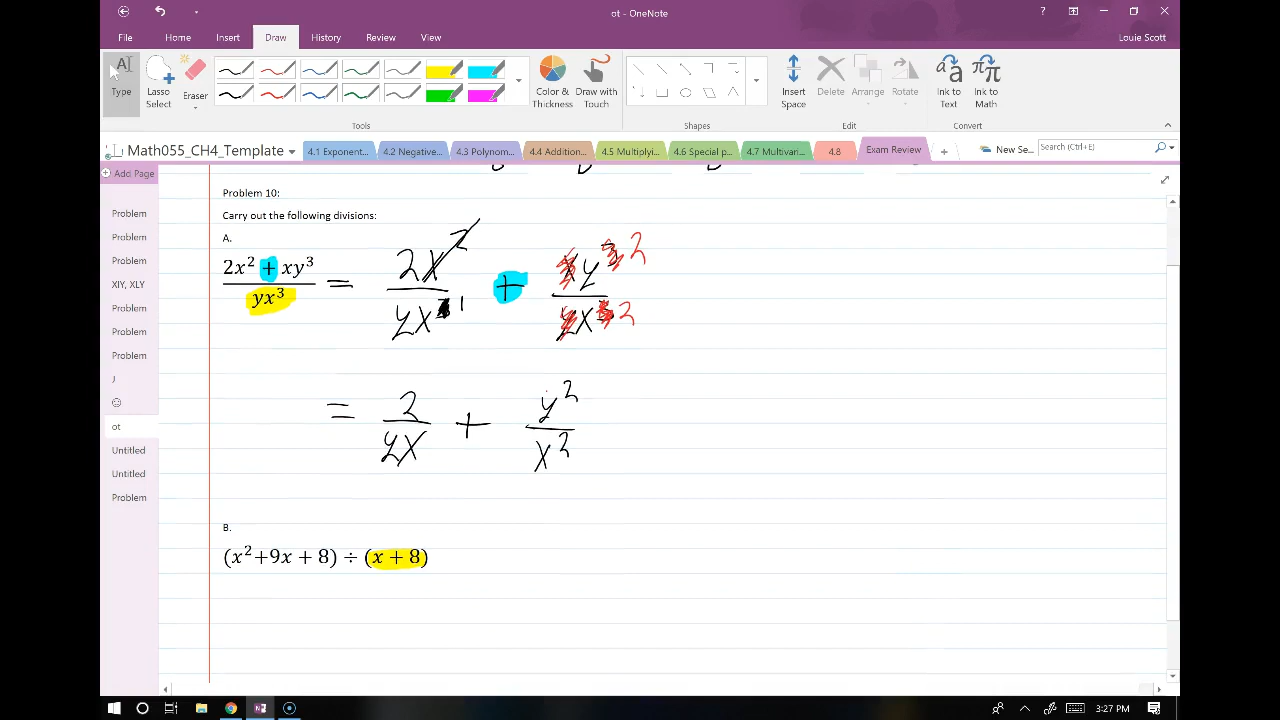 ot - OneNote
File Home Insert Draw History Review View
Louie Scott
Type
Lasso Select
Eraser
Color & Thickness
Draw with Touch
Insert Space
Delete
Arrange
Rotate
Ink to Text
Ink to Math
Tools
Shapes
Edit
Convert
Math055_CH4_Template
4.1 Exponent... 4.2 Negative... 4.3 Polynom... 4.4 Addition... 4.5 Multiplyi... 4.6 Special p... 4.7 Multivari... 4.8 Exam Review + New Se... Search (Ctrl+E)
Add Page
Problem
Problem
Problem
XIY, XLY
Problem
Problem
Problem
J
☺
ot
Untitled
Untitled
Problem
Problem 10:
Carry out the following divisions:
A.
(2x² + xy³)/(yx³) = 2x²/(yx¹) + xy²/(yx²)
= 2/(yx) + y²/x²
B.
(x²+9x + 8) ÷ (x + 8)
3:27 PM